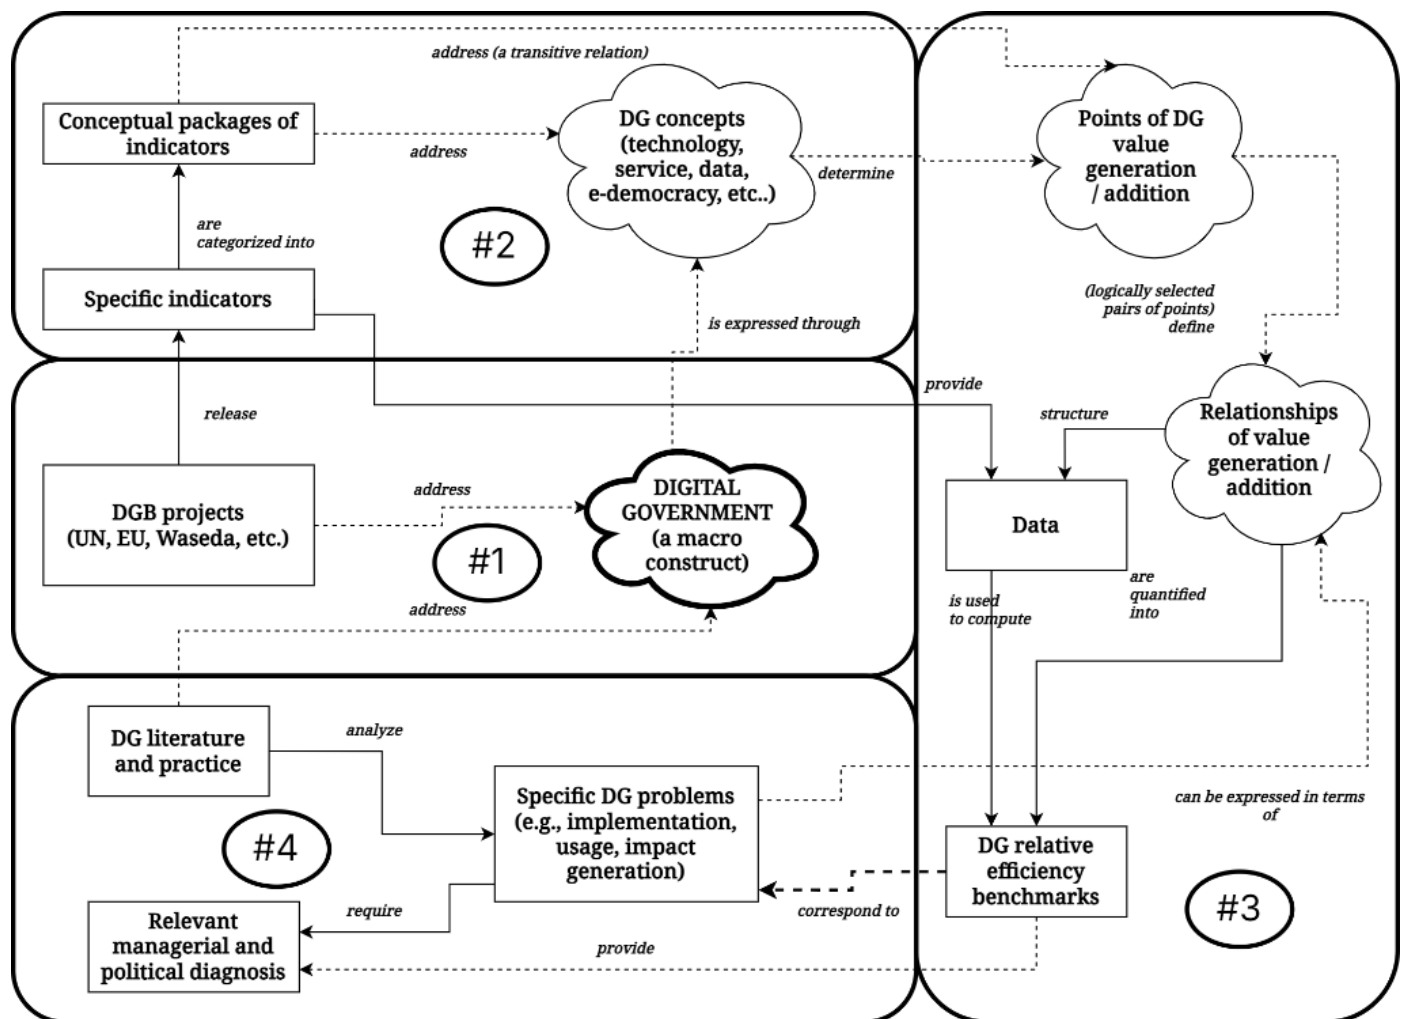 address (a transitive relation)
Conceptual packages of
indicators
address
DG concepts
(technology,
service, data,
e-democracy, etc..)
determine
Points of DG
value
generation
/ addition
are
categorized into
#2
Specific indicators
is expressed through
(logically selected
pairs of points)
define
provide
release
structure
Relationships
of value
generation /
addition
DGB projects
(UN, EU, Waseda, etc.)
address
#1
address
DIGITAL
GOVERNMENT
(a macro
construct)
Data
are
quantified
into
is used
to compute
DG literature
and practice
analyze
#4
Specific DG problems
(e.g., implementation,
usage, impact
generation)
can be expressed in terms
of
DG relative
efficiency
benchmarks
#3
correspond to
require
Relevant
managerial and
political diagnosis
provide